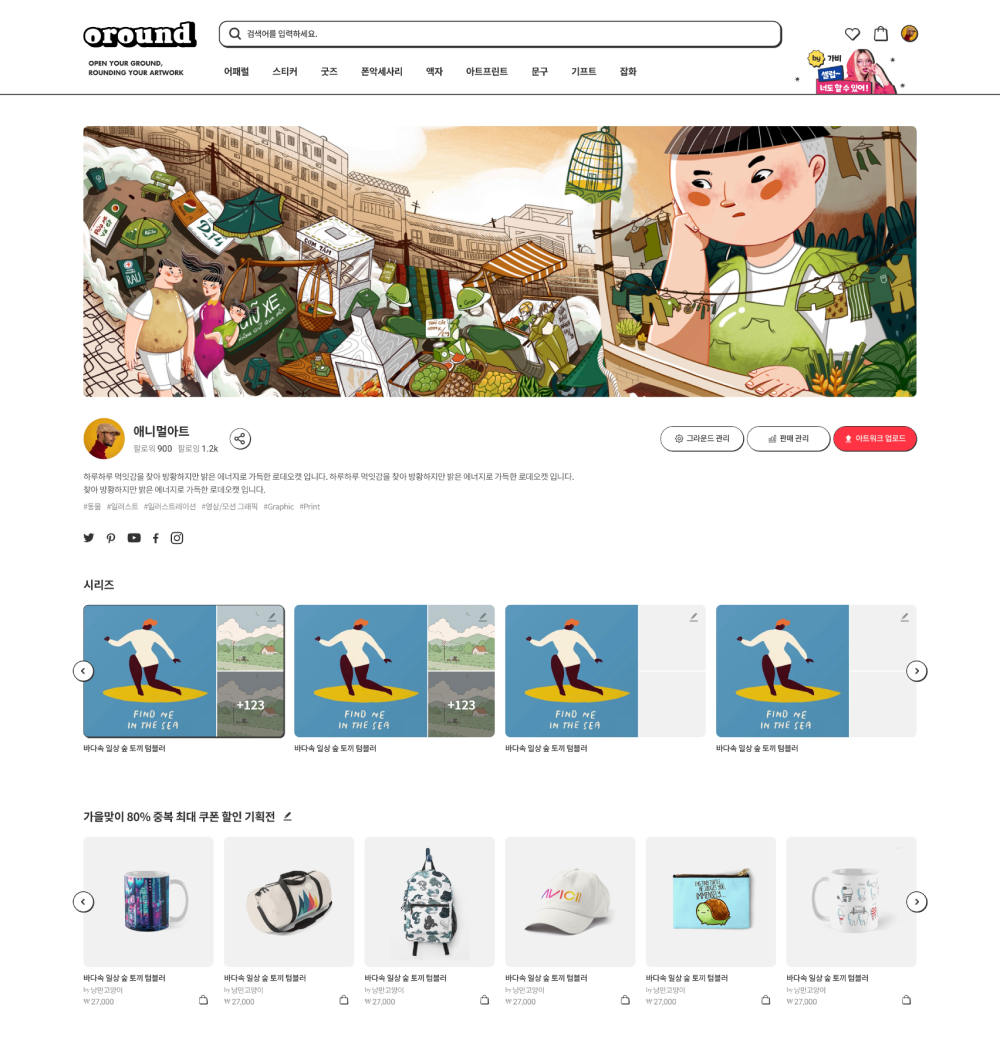 oround
OPEN YOUR GROUND,
ROUNDING YOUR ARTWORK
검색어를 입력하세요.
by 가비
셀럽~
너도 할 수 있어!
어패럴 스티커 굿즈 폰악세사리 액자 아트프린트 문구 기프트 잡화
DJ4
CƠM TẤM
RAU
GIỮ XE
애니멀아트
팔로워 900 팔로잉 1.2k
그라운드 관리
판매 관리
아트워크 업로드
하루하루 먹잇감을 찾아 방황하지만 밝은 에너지로 가득한 로데오캣 입니다. 하루하루 먹잇감을 찾아 방황하지만 밝은 에너지로 가득한 로데오캣 입니다.
찾아 방황하지만 밝은 에너지로 가득한 로데오캣 입니다.
#동물 #일러스트 #일러스트레이션 #영상/모션 그래픽 #Graphic #Print
시리즈
FIND ME
IN THE SEA
+123
FIND ME
IN THE SEA
+123
FIND ME
IN THE SEA
FIND ME
IN THE SEA
바다속 일상 숲 토끼 텀블러
바다속 일상 숲 토끼 텀블러
바다속 일상 숲 토끼 텀블러
바다속 일상 숲 토끼 텀블러
가을맞이 80% 중복 최대 쿠폰 할인 기획전
AVICII
바다속 일상 숲 토끼 텀블러
by 낭만고양이
₩ 27,000
바다속 일상 숲 토끼 텀블러
by 낭만고양이
₩ 27,000
바다속 일상 숲 토끼 텀블러
by 낭만고양이
₩ 27,000
바다속 일상 숲 토끼 텀블러
by 낭만고양이
₩ 27,000
바다속 일상 숲 토끼 텀블러
by 낭만고양이
₩ 27,000
바다속 일상 숲 토끼 텀블러
by 낭만고양이
₩ 27,000